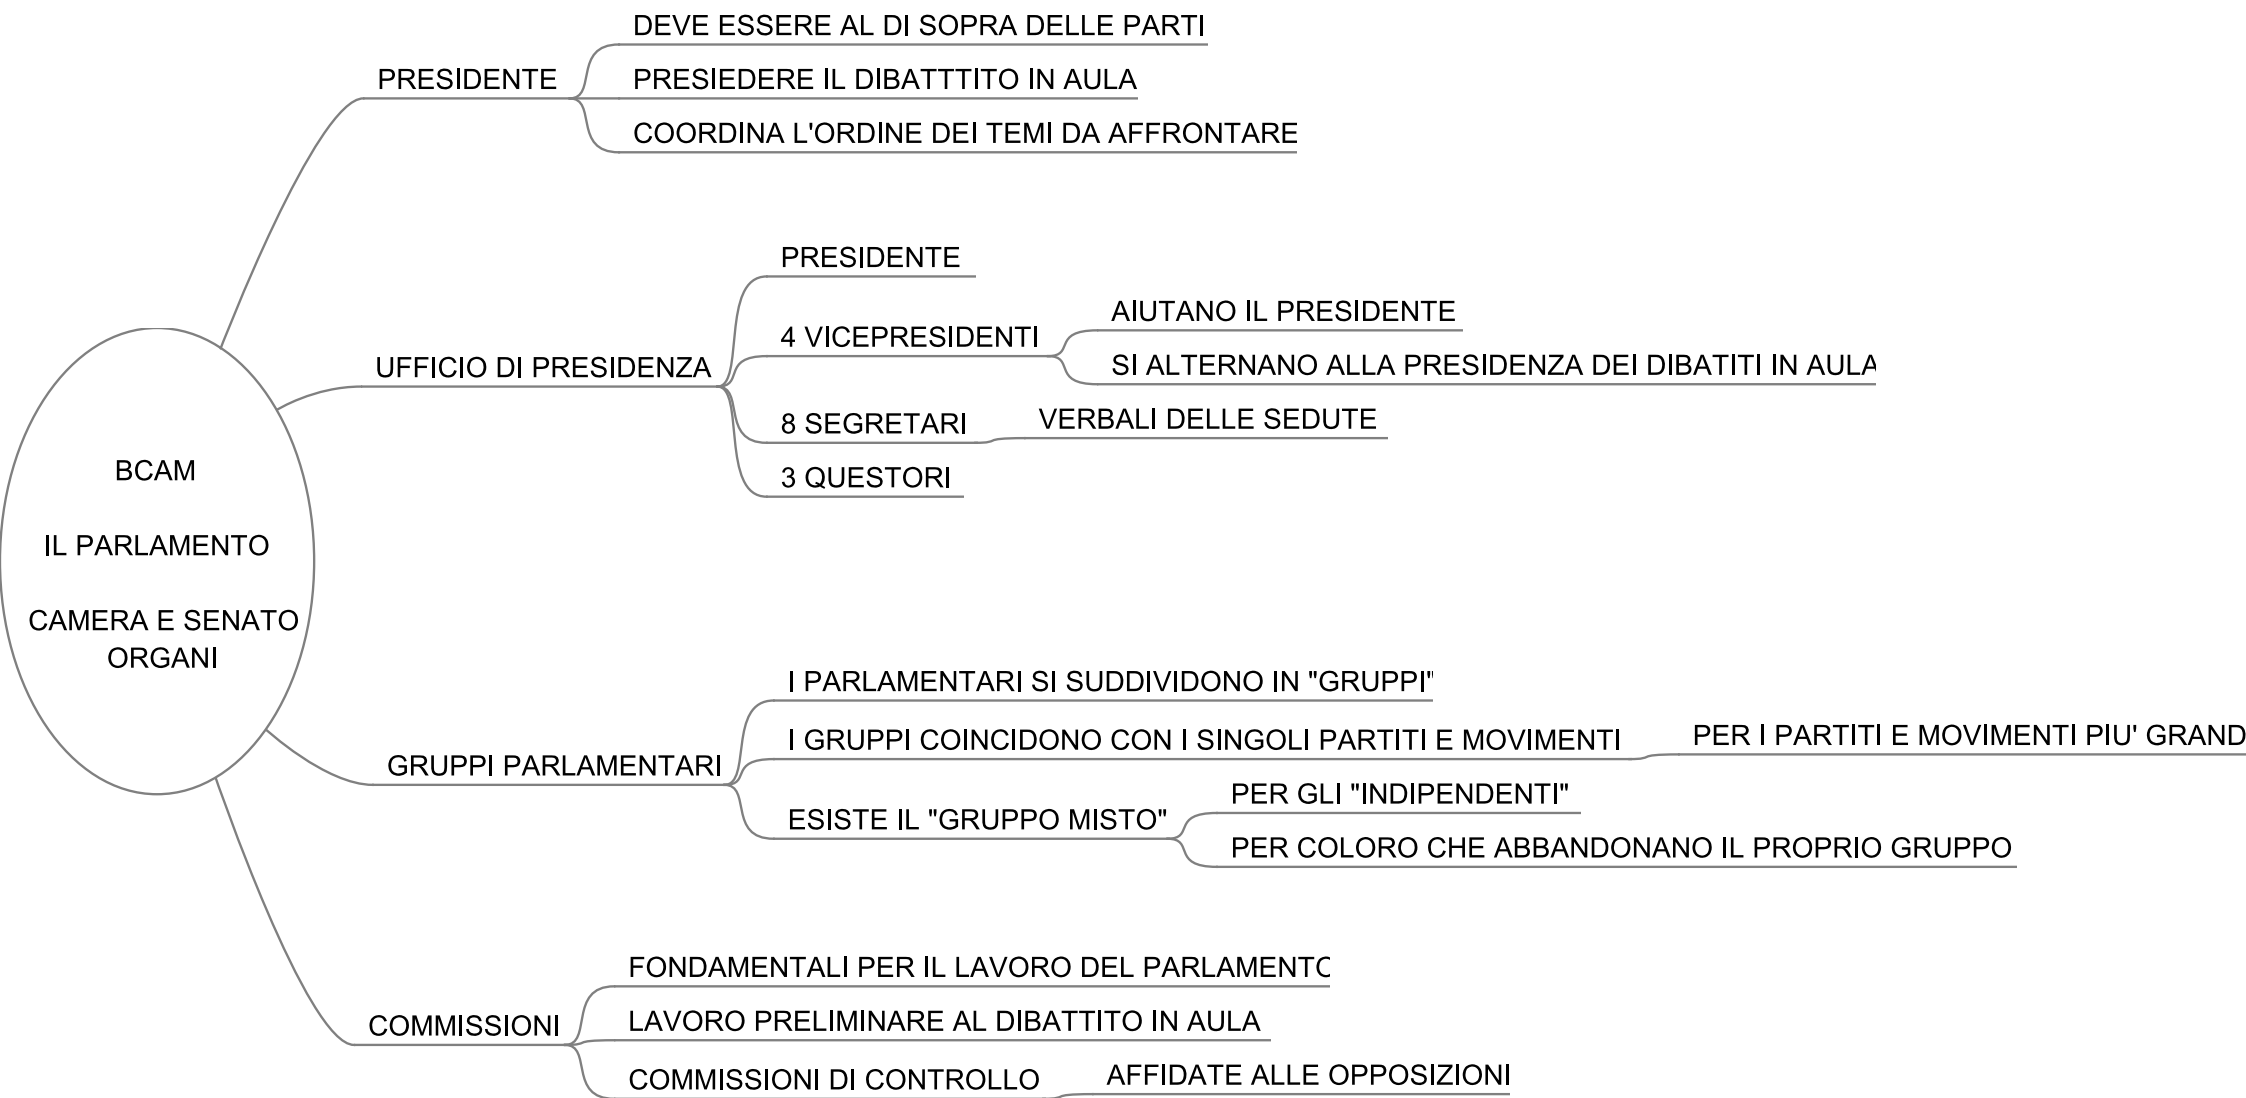 DEVE ESSERE AL DI SOPRA DELLE PARTI
PRESIDENTE
PRESIEDERE IL DIBATTTITO IN AULA
COORDINA L'ORDINE DEI TEMI DA AFFRONTARE
PRESIDENTE
AIUTANO IL PRESIDENTE
4 VICEPRESIDENTI
SI ALTERNANO ALLA PRESIDENZA DEI DIBATITI IN AULA
UFFICIO DI PRESIDENZA
8 SEGRETARI
VERBALI DELLE SEDUTE
3 QUESTORI
BCAM
IL PARLAMENTO
CAMERA E SENATO
ORGANI
I PARLAMENTARI SI SUDDIVIDONO IN "GRUPPI"
I GRUPPI COINCIDONO CON I SINGOLI PARTITI E MOVIMENTI
PER I PARTITI E MOVIMENTI PIU' GRAND
GRUPPI PARLAMENTARI
PER GLI "INDIPENDENTI"
ESISTE IL "GRUPPO MISTO"
PER COLORO CHE ABBANDONANO IL PROPRIO GRUPPO
FONDAMENTALI PER IL LAVORO DEL PARLAMENTO
COMMISSIONI
LAVORO PRELIMINARE AL DIBATTITO IN AULA
COMMISSIONI DI CONTROLLO
AFFIDATE ALLE OPPOSIZIONI